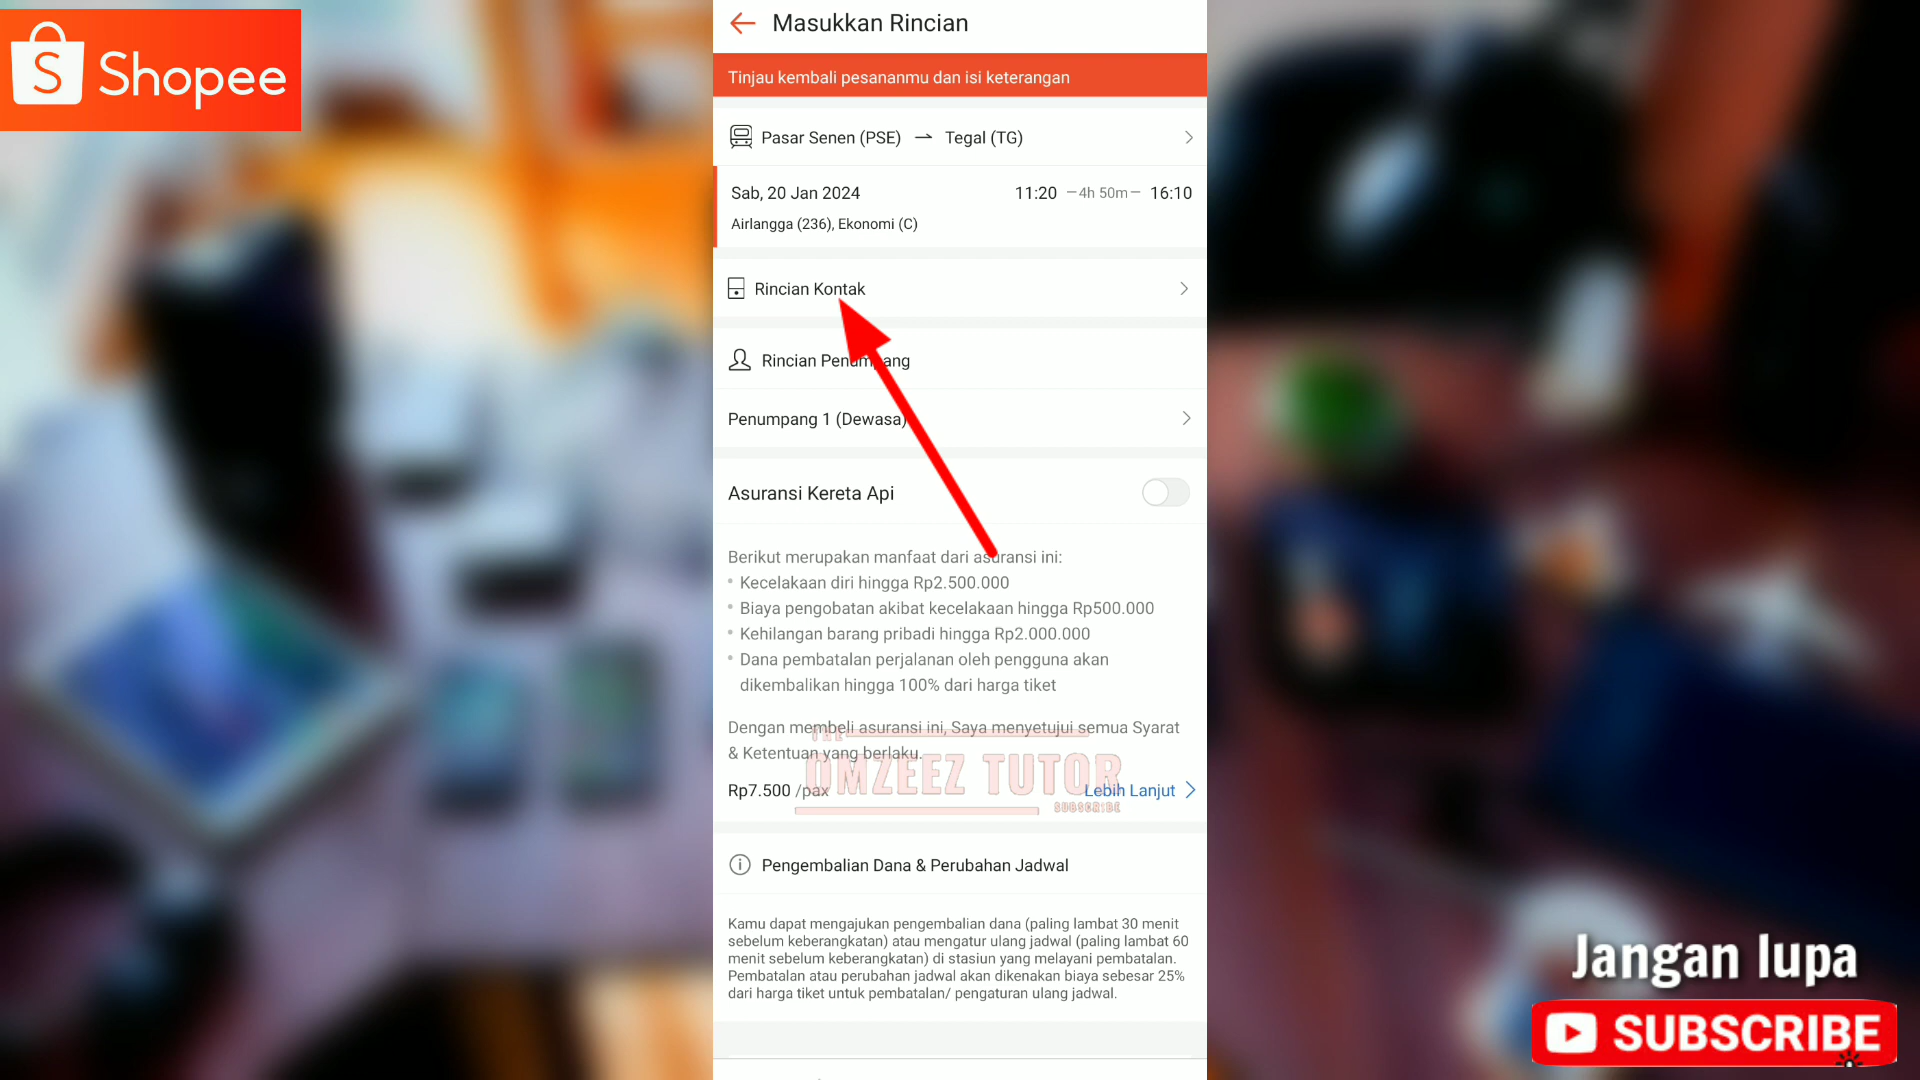 Shopee
Masukkan Rincian
Tinjau kembali pesananmu dan isi keterangan
Pasar Senen (PSE) → Tegal (TG)
Sab, 20 Jan 2024 11:20 —4h 50m— 16:10
Airlangga (236), Ekonomi (C)
Rincian Kontak
Rincian Penumpang
Penumpang 1 (Dewasa)
Asuransi Kereta Api
Berikut merupakan manfaat dari asuransi ini:
• Kecelakaan diri hingga Rp2.500.000
• Biaya pengobatan akibat kecelakaan hingga Rp500.000
• Kehilangan barang pribadi hingga Rp2.000.000
• Dana pembatalan perjalanan oleh pengguna akan
dikembalikan hingga 100% dari harga tiket
Dengan membeli asuransi ini, Saya menyetujui semua Syarat
& Ketentuan yang berlaku.
THE
OMZEEZ TUTOR
SUBSCRIBE
Rp7.500 /pax Lebih Lanjut
Pengembalian Dana & Perubahan Jadwal
Kamu dapat mengajukan pengembalian dana (paling lambat 30 menit
sebelum keberangkatan) atau mengatur ulang jadwal (paling lambat 60
menit sebelum keberangkatan) di stasiun yang melayani pembatalan.
Pembatalan atau perubahan jadwal akan dikenakan biaya sebesar 25%
dari harga tiket untuk pembatalan/ pengaturan ulang jadwal.
Jangan lupa
SUBSCRIBE